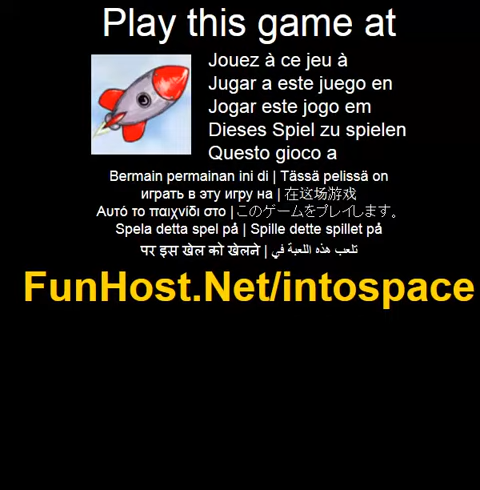 Play this game at
Jouez à ce jeu à
Jugar a este juego en
Jogar este jogo em
Dieses Spiel zu spielen
Questo gioco a
Bermain permainan ini di | Tässä pelissä on
играть в эту игру на | 在这场游戏
Αυτό το παιχνίδι στο | このゲームをプレイします。
Spela detta spel på | Spille dette spillet på
पर इस खेल को खेलने | تلعب هذه اللعبة في
FunHost.Net/intospace